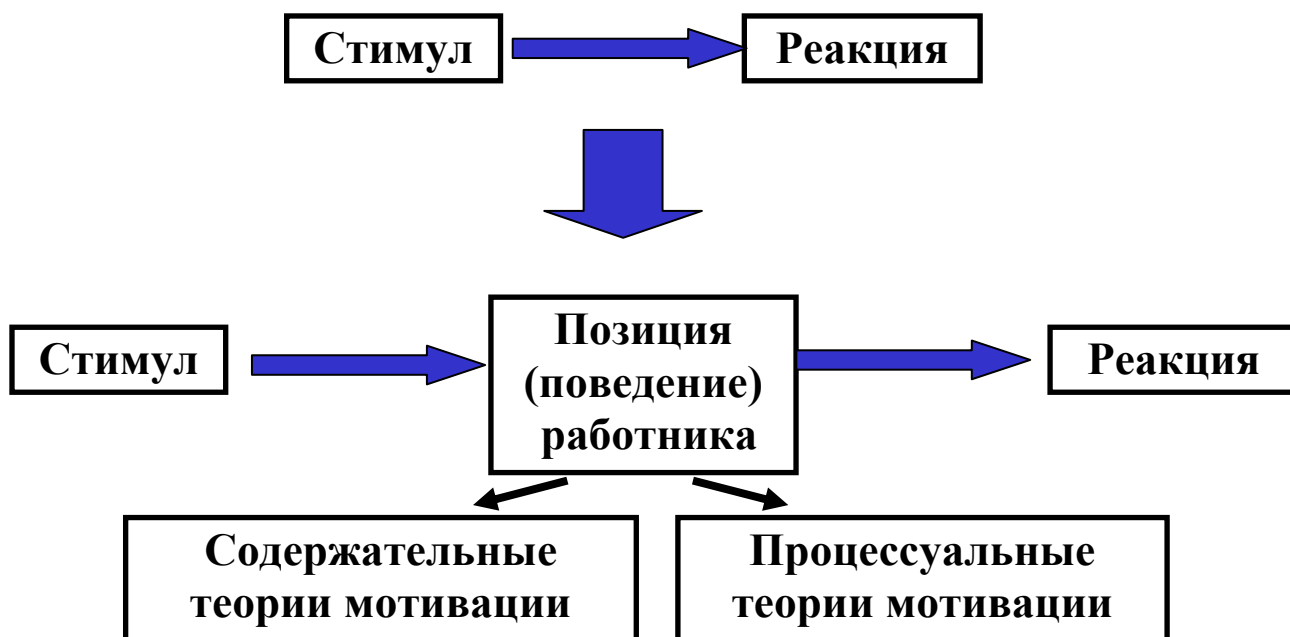 Стимул
Реакция
Стимул
Позиция
(поведение)
работника
Реакция
Содержательные
теории мотивации
Процессуальные
теории мотивации